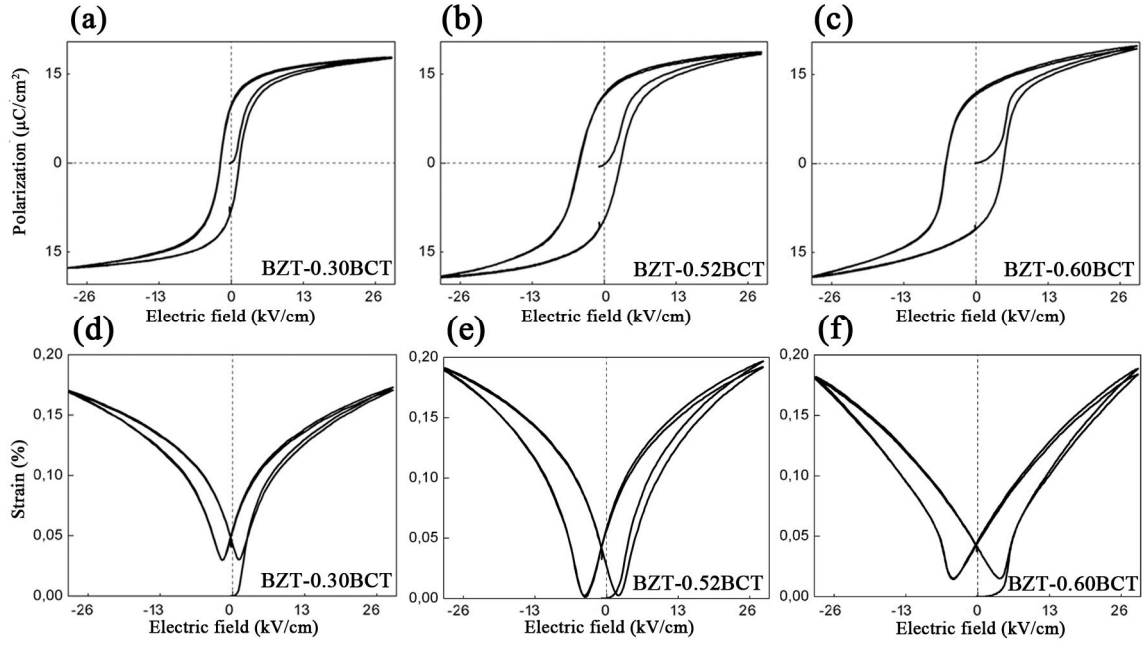 (a)
(b)
(c)
Polarization (µC/cm²)
15
0
15
BZT-0.30BCT
-26 -13 0 13 26
Electric field (kV/cm)
15
0
15
BZT-0.52BCT
-26 -13 0 13 26
Electric field (kV/cm)
15
0
15
BZT-0.60BCT
-26 -13 0 13 26
Electric field (kV/cm)
(d)
(e)
(f)
Strain (%)
0,20
0,15
0,10
0,05
0,00
BZT-0.30BCT
-26 -13 0 13 26
Electric field (kV/cm)
0,20
0,15
0,10
0,05
0,00
BZT-0.52BCT
-26 -13 0 13 26
Electric field (kV/cm)
0,20
0,15
0,10
0,05
0,00
BZT-0.60BCT
-26 -13 0 13 26
Electric field (kV/cm)